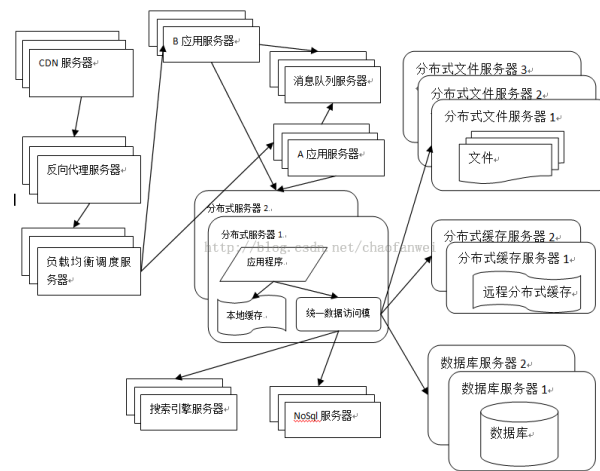 B 应用服务器
CDN 服务器
消息队列服务器
分布式文件服务器 3
分布式文件服务器 2
分布式文件服务器 1
文件
反向代理服务器
A 应用服务器
分布式服务器 2
分布式服务器 1
http://blog.csdn.net/chaofanwei
应用程序
负载均衡调度服
务器
分布式缓存服务器 2
分布式缓存服务器 1
远程分布式缓存
本地缓存
统一数据访问模
数据库服务器 2
数据库服务器 1
数据库
搜索引擎服务器
NoSql 服务器